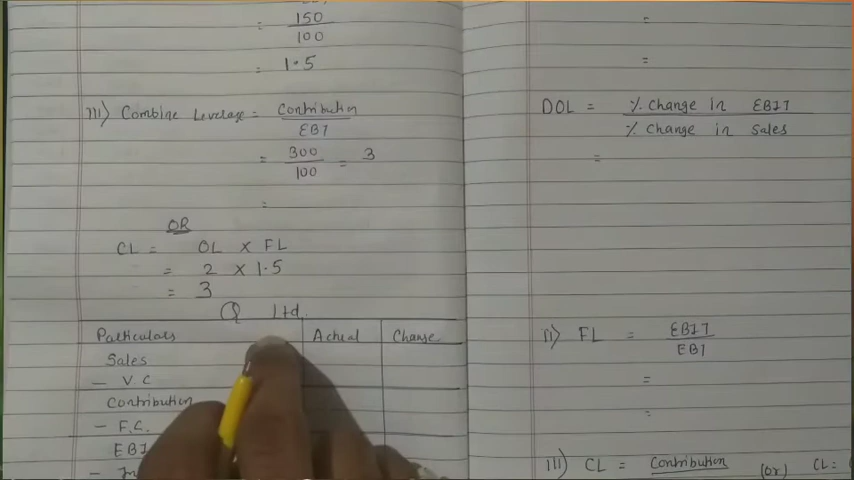 = 150
100
= 1.5
III) Combine Leverage = Contribution
EBT
= 300 = 3
100
=
OR
CL = OL X FL
= 2 X 1.5
= 3
Q Ltd.
Particulars Actual Change
Sales
- V.C
Contribution
- F.C.
EBI
- In
=
=
DOL = % Change in EBIT
% Change in Sales
=
II) FL = EBIT
EBT
=
=
III) CL = Contribution (or) CL =